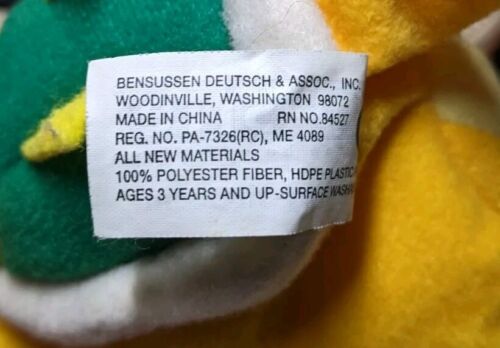 BENSUSSEN DEUTSCH & ASSOC., INC.
WOODINVILLE, WASHINGTON 98072
MADE IN CHINA RN NO.84527
REG. NO. PA-7326(RC), ME 4089
ALL NEW MATERIALS
100% POLYESTER FIBER, HDPE PLASTIC
AGES 3 YEARS AND UP-SURFACE